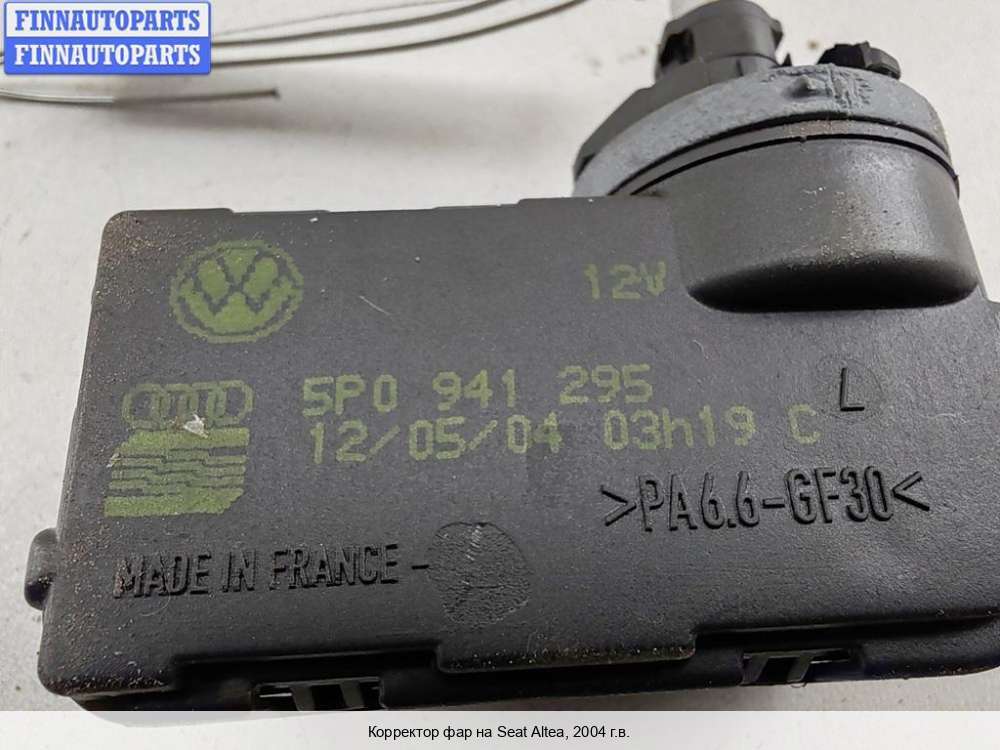 FINNAUTOPARTS
FINNAUTOPARTS
12V
5P0 941 295
L
12/05/04 03h19 C
>PA6.6-GF30<
MADE IN FRANCE-
Корректор фар на Seat Altea, 2004 г.в.